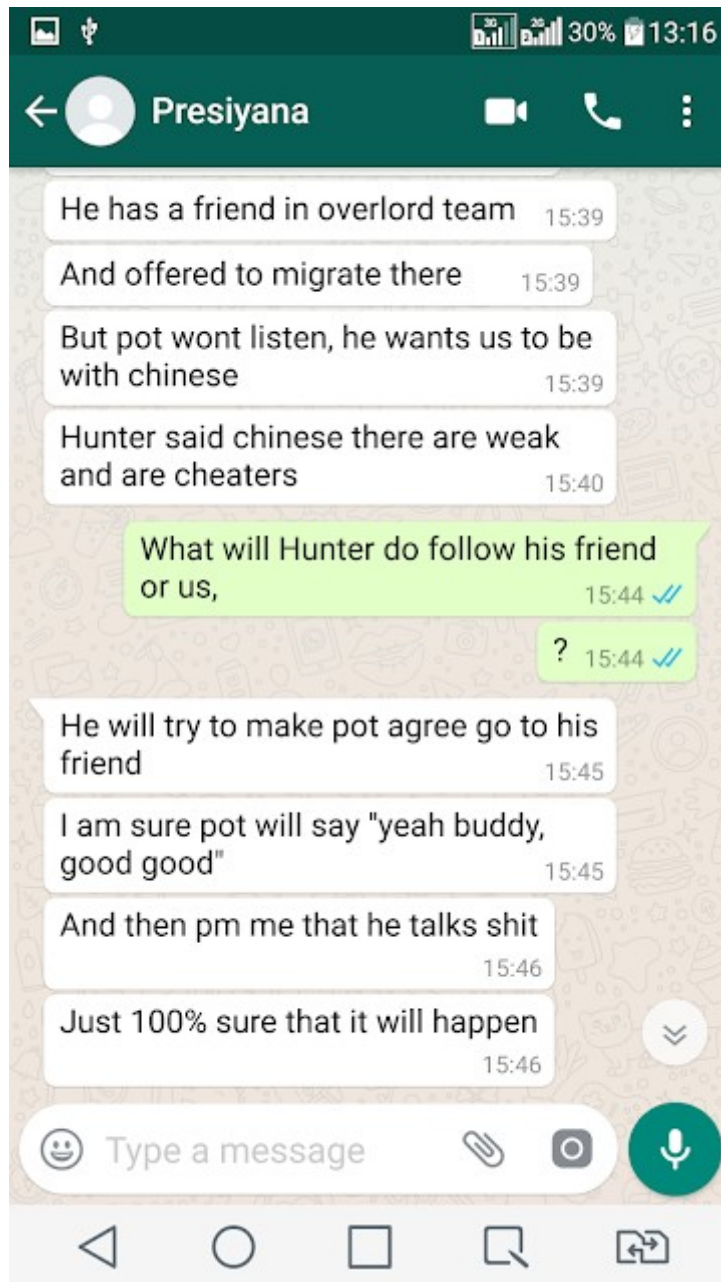 30% 13:16
Presiyana
He has a friend in overlord team 15:39
And offered to migrate there 15:39
But pot wont listen, he wants us to be
with chinese 15:39
Hunter said chinese there are weak
and are cheaters 15:40
What will Hunter do follow his friend
or us, 15:44
? 15:44
He will try to make pot agree go to his
friend 15:45
I am sure pot will say "yeah buddy,
good good" 15:45
And then pm me that he talks shit
15:46
Just 100% sure that it will happen
15:46
Type a message